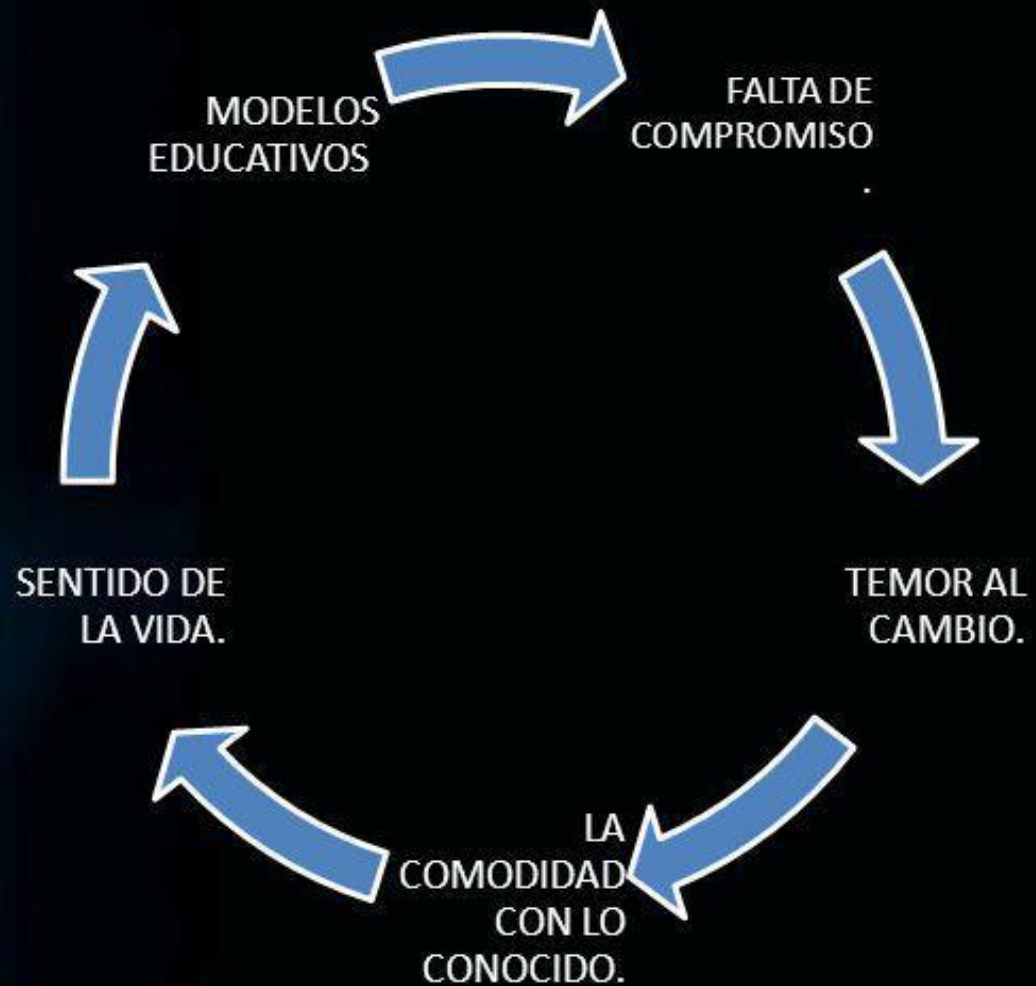 MODELOS
EDUCATIVOS
FALTA DE
COMPROMISO
.
TEMOR AL
CAMBIO.
LA
COMODIDAD
CON LO
CONOCIDO.
SENTIDO DE
LA VIDA.